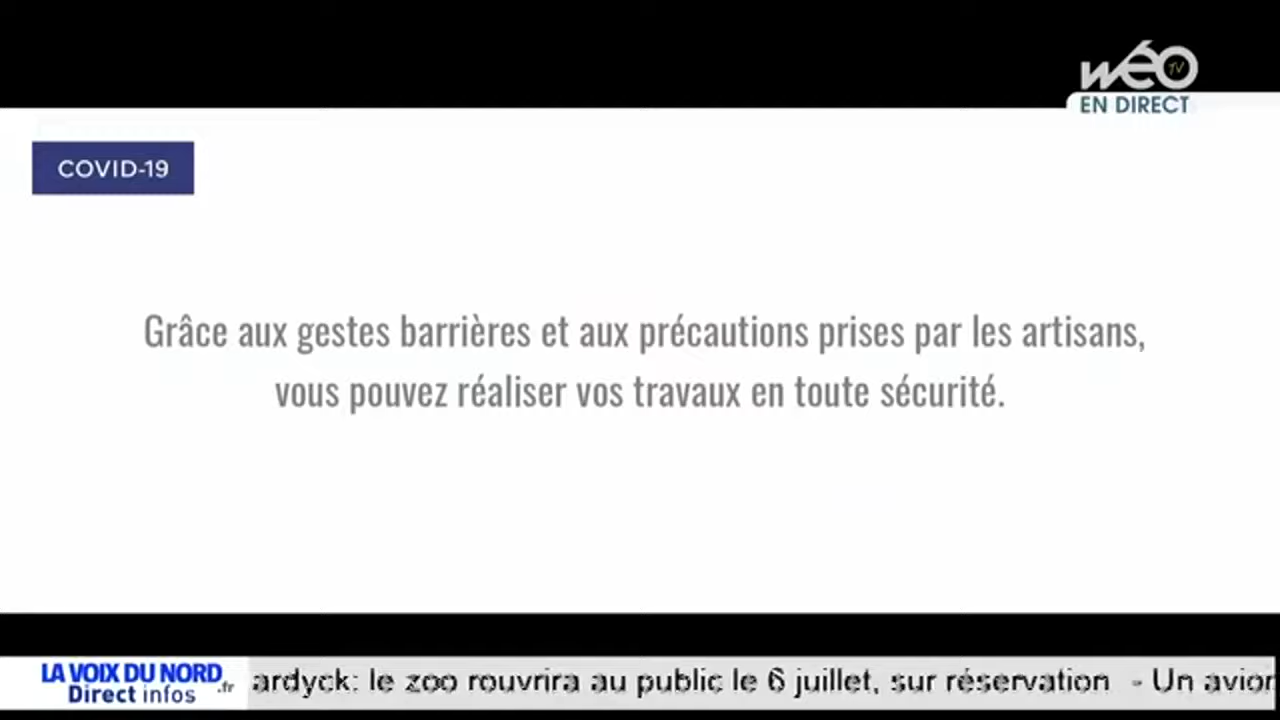 wéo TV
EN DIRECT
COVID-19
Grâce aux gestes barrières et aux précautions prises par les artisans,
vous pouvez réaliser vos travaux en toute sécurité.
LA VOIX DU NORD
Direct infos .fr
ardyck: le zoo rouvrira au public le 6 juillet, sur réservation - Un avion